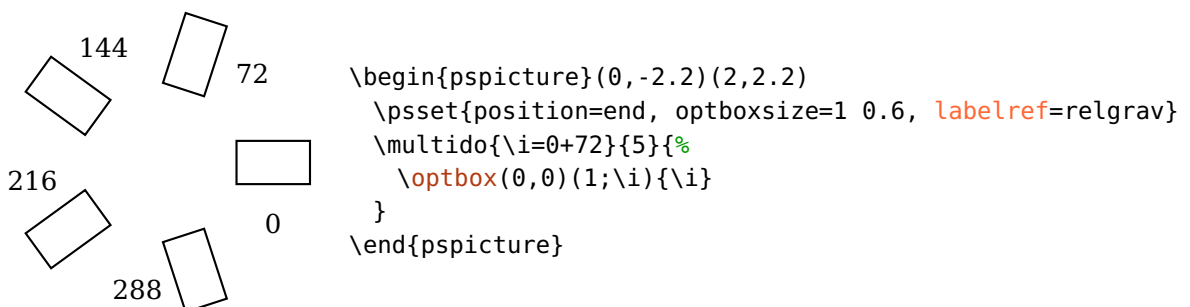 144
72
216
0
288
\begin{pspicture}(0,-2.2)(2,2.2)
\psset{position=end, optboxsize=1 0.6, labelref=relgrav}
\multido{\i=0+72}{5}{%
\optbox(0,0)(1;\i){\i}
}
\end{pspicture}